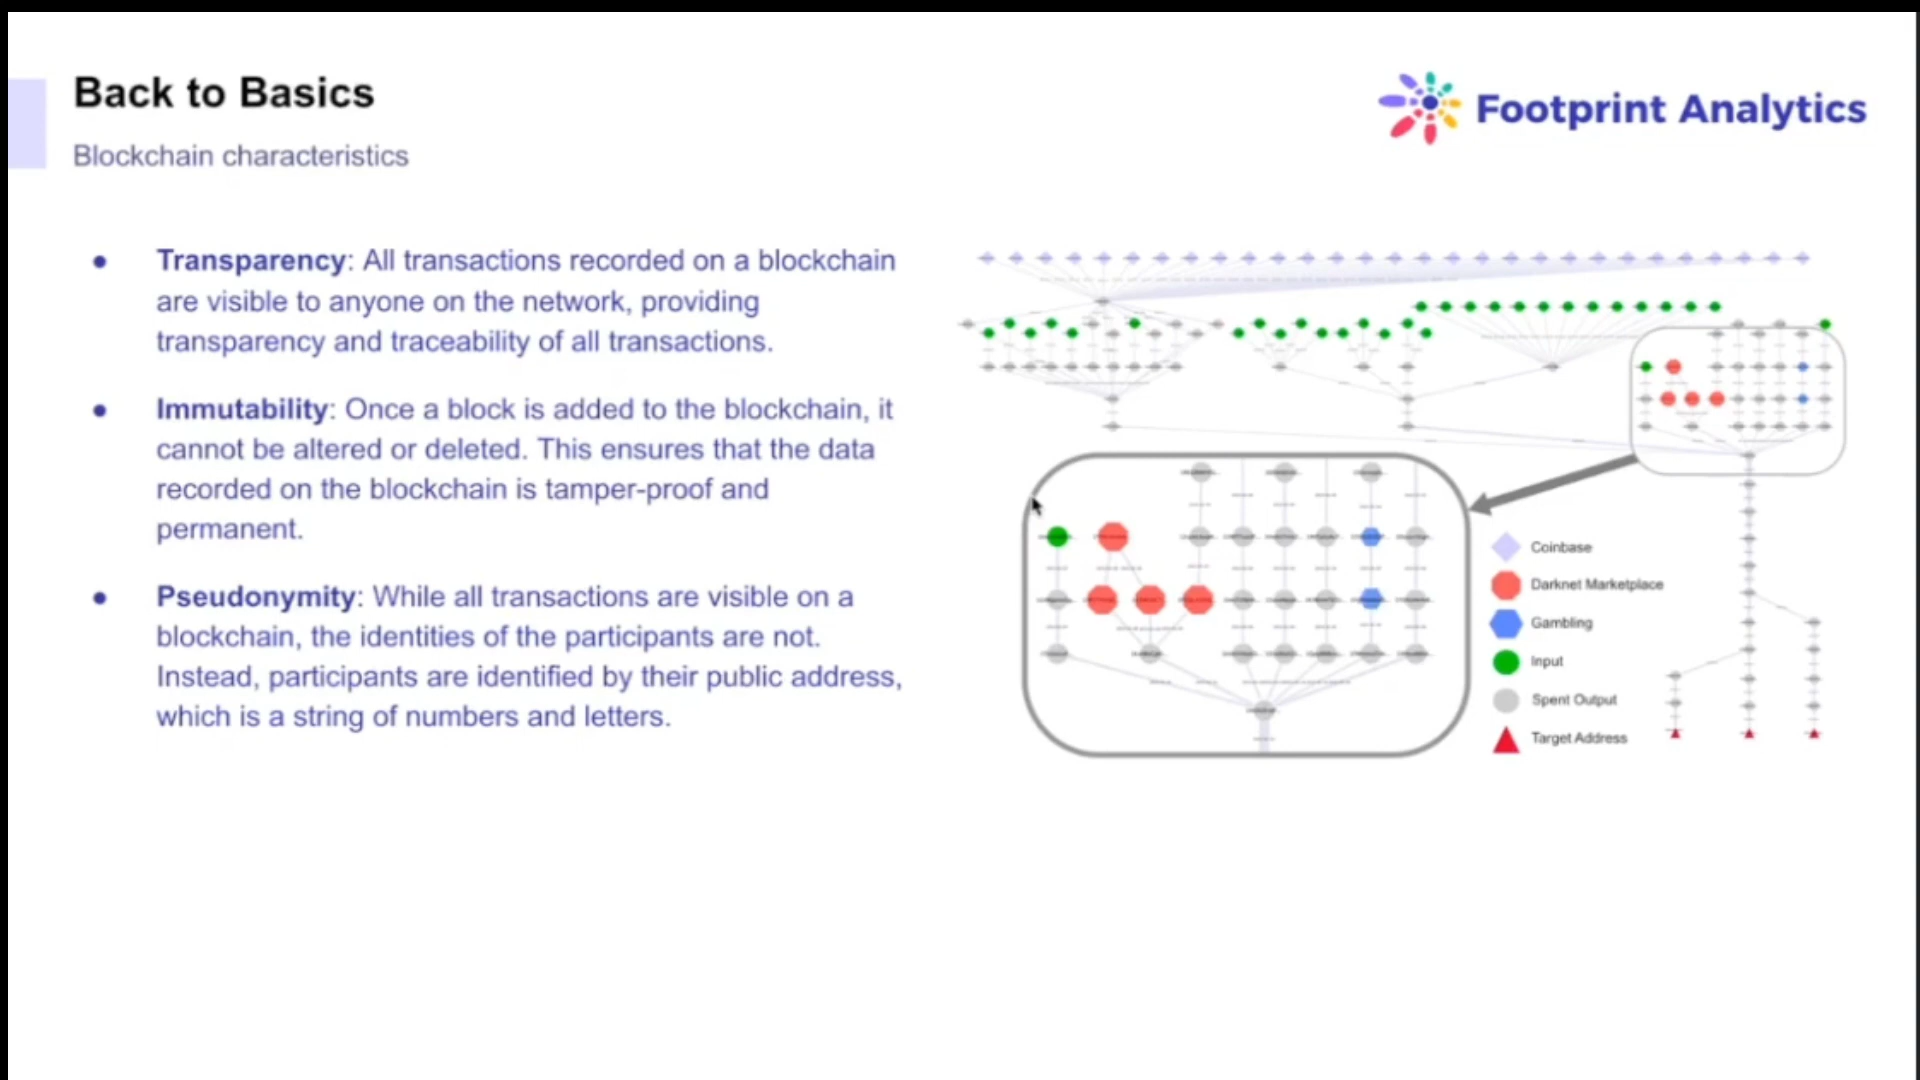 Back to Basics
Footprint Analytics
Blockchain characteristics
● Transparency: All transactions recorded on a blockchain
are visible to anyone on the network, providing
transparency and traceability of all transactions.
● Immutability: Once a block is added to the blockchain, it
cannot be altered or deleted. This ensures that the data
recorded on the blockchain is tamper-proof and
permanent.
● Pseudonymity: While all transactions are visible on a
blockchain, the identities of the participants are not.
Instead, participants are identified by their public address,
which is a string of numbers and letters.
Coinbase
Darknet Marketplace
Gambling
Input
Spent Output
Target Address